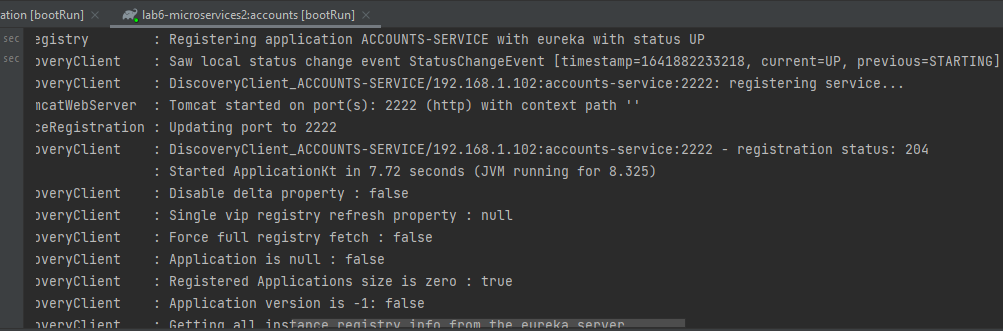 ation [bootRun]
lab6-microservices2:accounts [bootRun]
sec egistry : Registering application ACCOUNTS-SERVICE with eureka with status UP
sec overyClient : Saw local status change event StatusChangeEvent [timestamp=1641882233218, current=UP, previous=STARTING]
overyClient : DiscoveryClient_ACCOUNTS-SERVICE/192.168.1.102:accounts-service:2222: registering service...
mcatWebServer : Tomcat started on port(s): 2222 (http) with context path ''
ceRegistration : Updating port to 2222
overyClient : DiscoveryClient_ACCOUNTS-SERVICE/192.168.1.102:accounts-service:2222 - registration status: 204
: Started ApplicationKt in 7.72 seconds (JVM running for 8.325)
overyClient : Disable delta property : false
overyClient : Single vip registry refresh property : null
overyClient : Force full registry fetch : false
overyClient : Application is null : false
overyClient : Registered Applications size is zero : true
overyClient : Application version is -1: false
overyClient : Getting all instance registry info from the eureka server